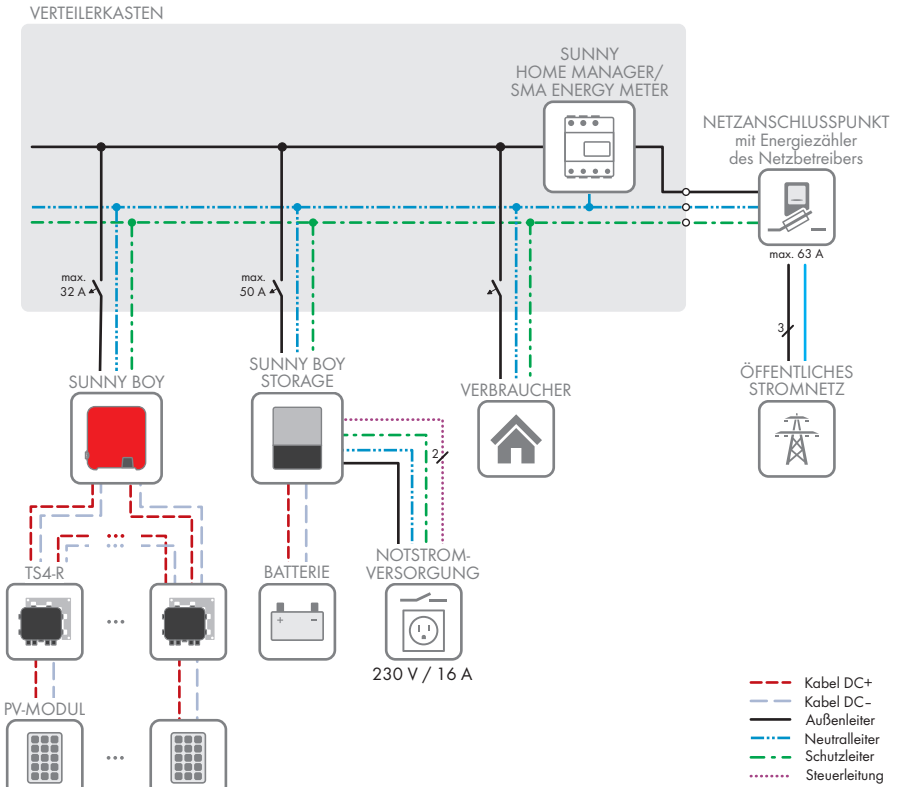 VERTEILERKASTEN
SUNNY
HOME MANAGER/
SMA ENERGY METER
NETZANSCHLUSSPUNKT
mit Energiezähler
des Netzbetreibers
max. 63 A
max.
32 A
max.
50 A
3
SUNNY BOY
SUNNY BOY
STORAGE
VERBRAUCHER
ÖFFENTLICHES
STROMNETZ
2
TS4-R
BATTERIE
NOTSTROM-
VERSORGUNG
+ –
230 V / 16 A
PV-MODUL
Kabel DC+
Kabel DC–
Außenleiter
Neutralleiter
Schutzleiter
Steuerleitung